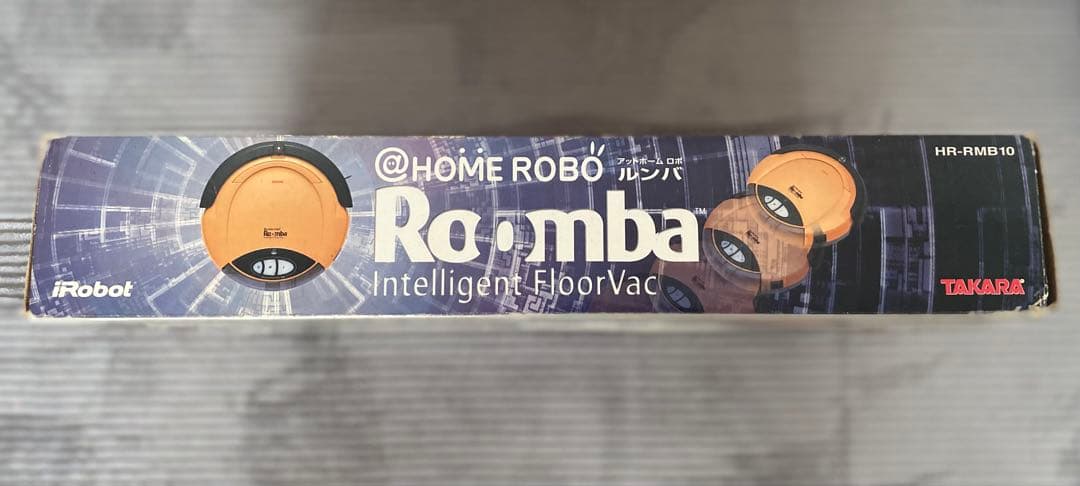 @HOME ROBO
アットホーム ロボ
ルンバ
Roomba™
Intelligent FloorVac
iRobot
Roomba
HR-RMB10
TAKARA